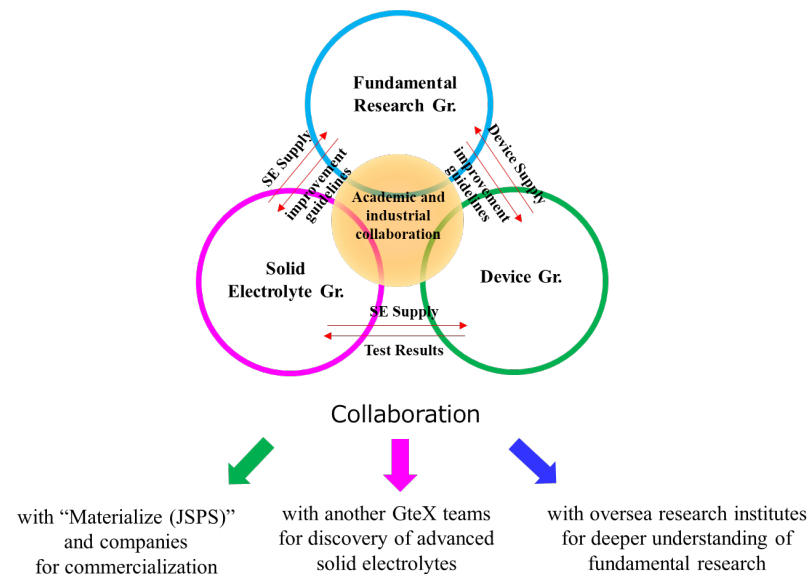 Fundamental
Research Gr.
SE Supply
improvement
guidelines
Device Supply
improvement
guidelines
Academic and
industrial
collaboration
Solid
Electrolyte Gr.
Device Gr.
SE Supply
Test Results
Collaboration
with “Materialize (JSPS)”
and companies
for commercialization
with another GteX teams
for discovery of advanced
solid electrolytes
with oversea research institutes
for deeper understanding of
fundamental research